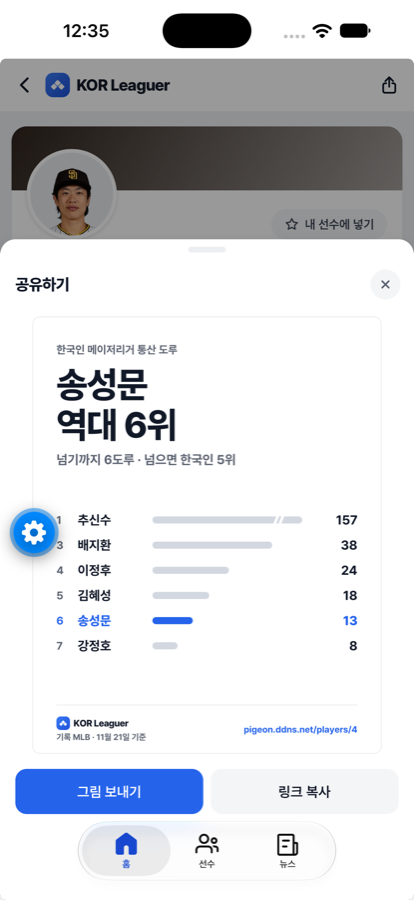 12:35
KOR Leaguer
내 선수에 넣기
공유하기
한국인 메이저리거 통산 도루
송성문
역대 6위
넘기까지 6도루 · 넘으면 한국인 5위
1 추신수 157
3 배지환 38
4 이정후 24
5 김혜성 18
6 송성문 13
7 강정호 8
KOR Leaguer
기록 MLB · 11월 21일 기준
pigeon.ddns.net/players/4
그림 보내기
링크 복사
홈
선수
뉴스